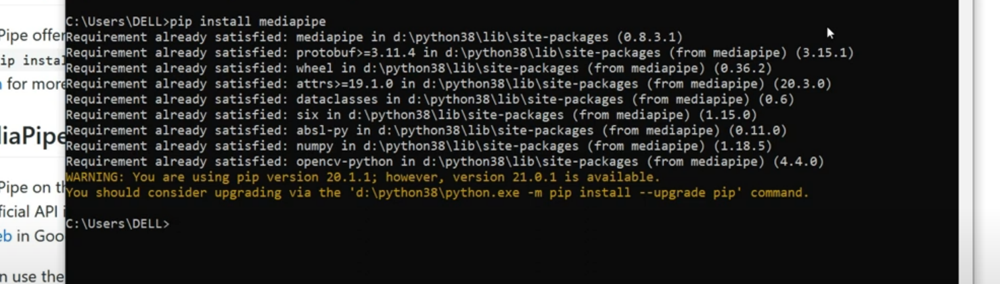 C:\Users\DELL>pip install mediapipe
Requirement already satisfied: mediapipe in d:\python38\lib\site-packages (0.8.3.1)
Requirement already satisfied: protobuf>=3.11.4 in d:\python38\lib\site-packages (from mediapipe) (3.15.1)
Requirement already satisfied: wheel in d:\python38\lib\site-packages (from mediapipe) (0.36.2)
Requirement already satisfied: attrs>=19.1.0 in d:\python38\lib\site-packages (from mediapipe) (20.3.0)
Requirement already satisfied: dataclasses in d:\python38\lib\site-packages (from mediapipe) (0.6)
Requirement already satisfied: six in d:\python38\lib\site-packages (from mediapipe) (1.15.0)
Requirement already satisfied: absl-py in d:\python38\lib\site-packages (from mediapipe) (0.11.0)
Requirement already satisfied: numpy in d:\python38\lib\site-packages (from mediapipe) (1.18.5)
Requirement already satisfied: opencv-python in d:\python38\lib\site-packages (from mediapipe) (4.4.0)
WARNING: You are using pip version 20.1.1; however, version 21.0.1 is available.
You should consider upgrading via the 'd:\python38\python.exe -m pip install --upgrade pip' command.
C:\Users\DELL>
Pipe offer
ip instal
for more
iaPipe
Pipe on th
ficial API i
eb in Goo
n use the